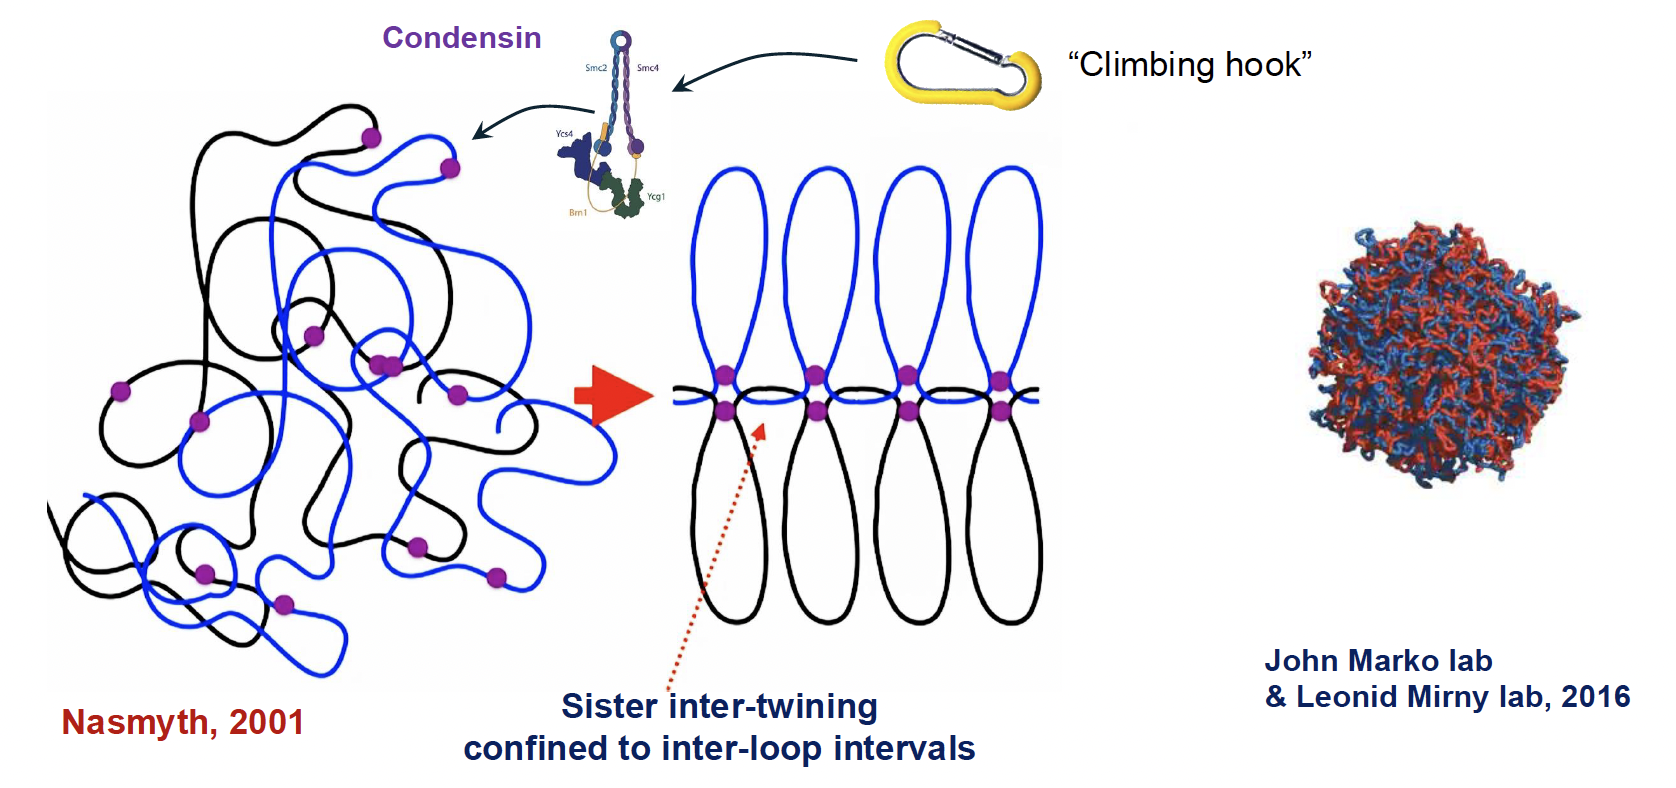 Condensin
“Climbing hook”
Smc2
Smc4
Ycs4
Ycg1
Brn1
Nasmyth, 2001
Sister inter-twining
confined to inter-loop intervals
John Marko lab
& Leonid Mirny lab, 2016